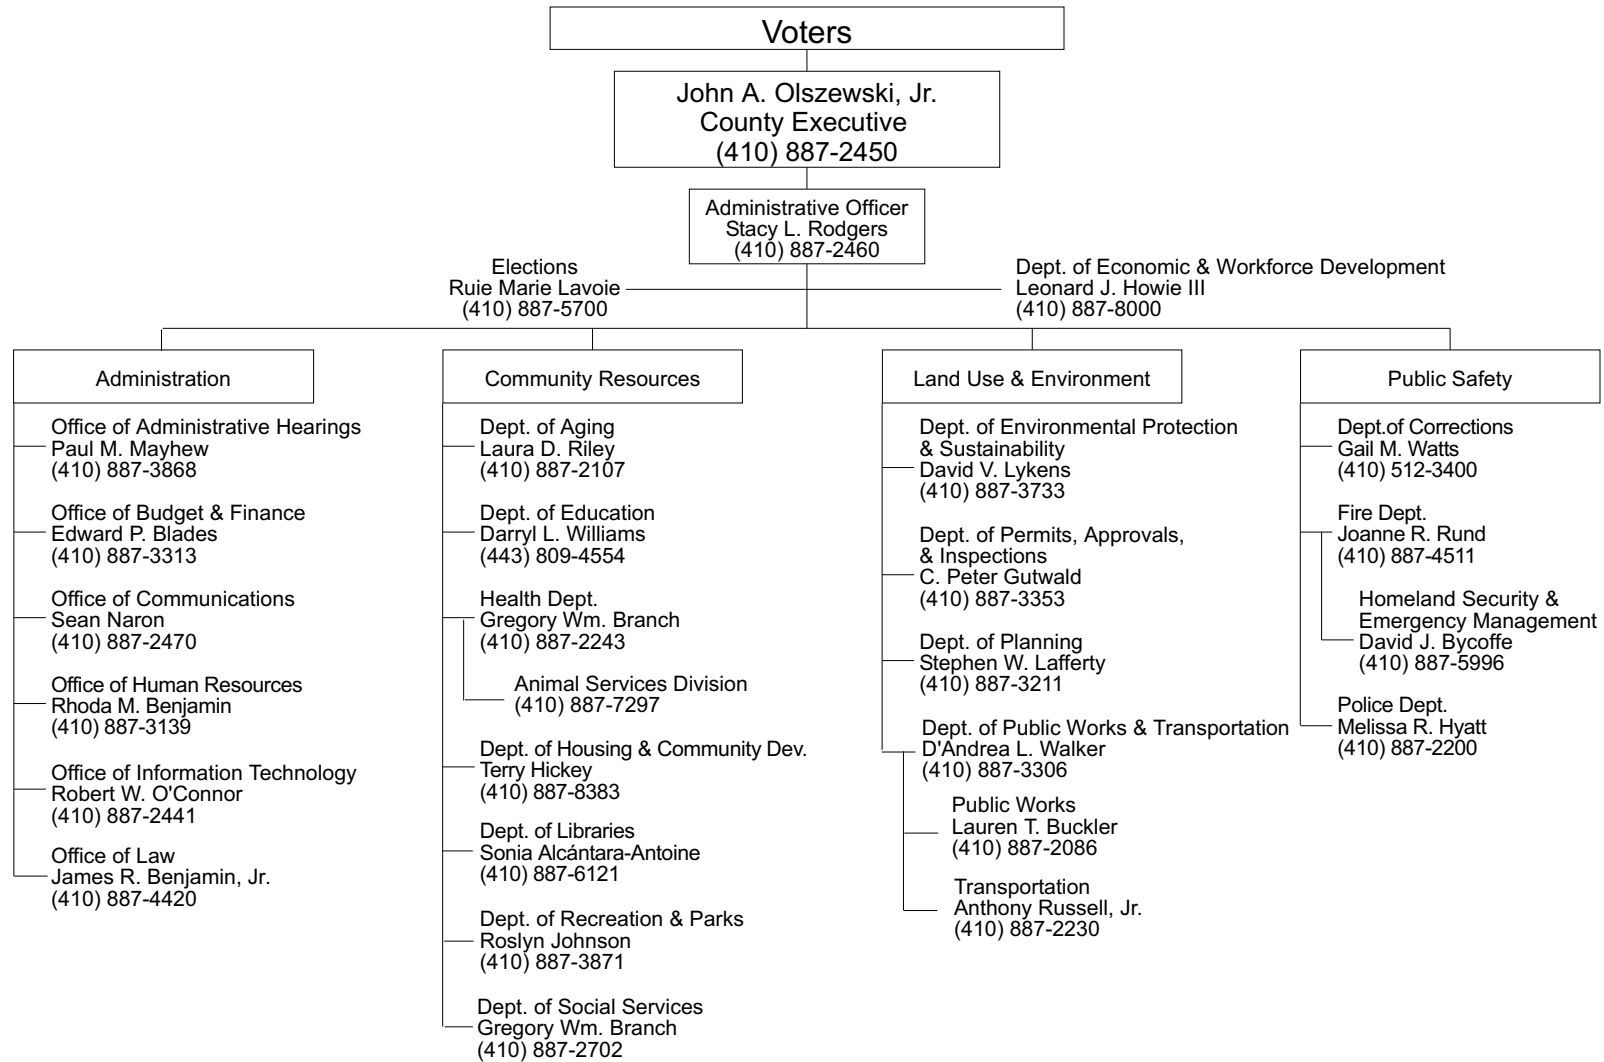 Voters
John A. Olszewski, Jr.
County Executive
(410) 887-2450
Administrative Officer
Stacy L. Rodgers
(410) 887-2460
Elections
Ruie Marie Lavoie
(410) 887-5700
Dept. of Economic & Workforce Development
Leonard J. Howie III
(410) 887-8000
Administration
Office of Administrative Hearings
Paul M. Mayhew
(410) 887-3868
Office of Budget & Finance
Edward P. Blades
(410) 887-3313
Office of Communications
Sean Naron
(410) 887-2470
Office of Human Resources
Rhoda M. Benjamin
(410) 887-3139
Office of Information Technology
Robert W. O'Connor
(410) 887-2441
Office of Law
James R. Benjamin, Jr.
(410) 887-4420
Community Resources
Dept. of Aging
Laura D. Riley
(410) 887-2107
Dept. of Education
Darryl L. Williams
(443) 809-4554
Health Dept.
Gregory Wm. Branch
(410) 887-2243
Animal Services Division
(410) 887-7297
Dept. of Housing & Community Dev.
Terry Hickey
(410) 887-8383
Dept. of Libraries
Sonia Alcántara-Antoine
(410) 887-6121
Dept. of Recreation & Parks
Roslyn Johnson
(410) 887-3871
Dept. of Social Services
Gregory Wm. Branch
(410) 887-2702
Land Use & Environment
Dept. of Environmental Protection
& Sustainability
David V. Lykens
(410) 887-3733
Dept. of Permits, Approvals,
& Inspections
C. Peter Gutwald
(410) 887-3353
Dept. of Planning
Stephen W. Lafferty
(410) 887-3211
Dept. of Public Works & Transportation
D'Andrea L. Walker
(410) 887-3306
Public Works
Lauren T. Buckler
(410) 887-2086
Transportation
Anthony Russell, Jr.
(410) 887-2230
Public Safety
Dept.of Corrections
Gail M. Watts
(410) 512-3400
Fire Dept.
Joanne R. Rund
(410) 887-4511
Homeland Security &
Emergency Management
David J. Bycoffe
(410) 887-5996
Police Dept.
Melissa R. Hyatt
(410) 887-2200